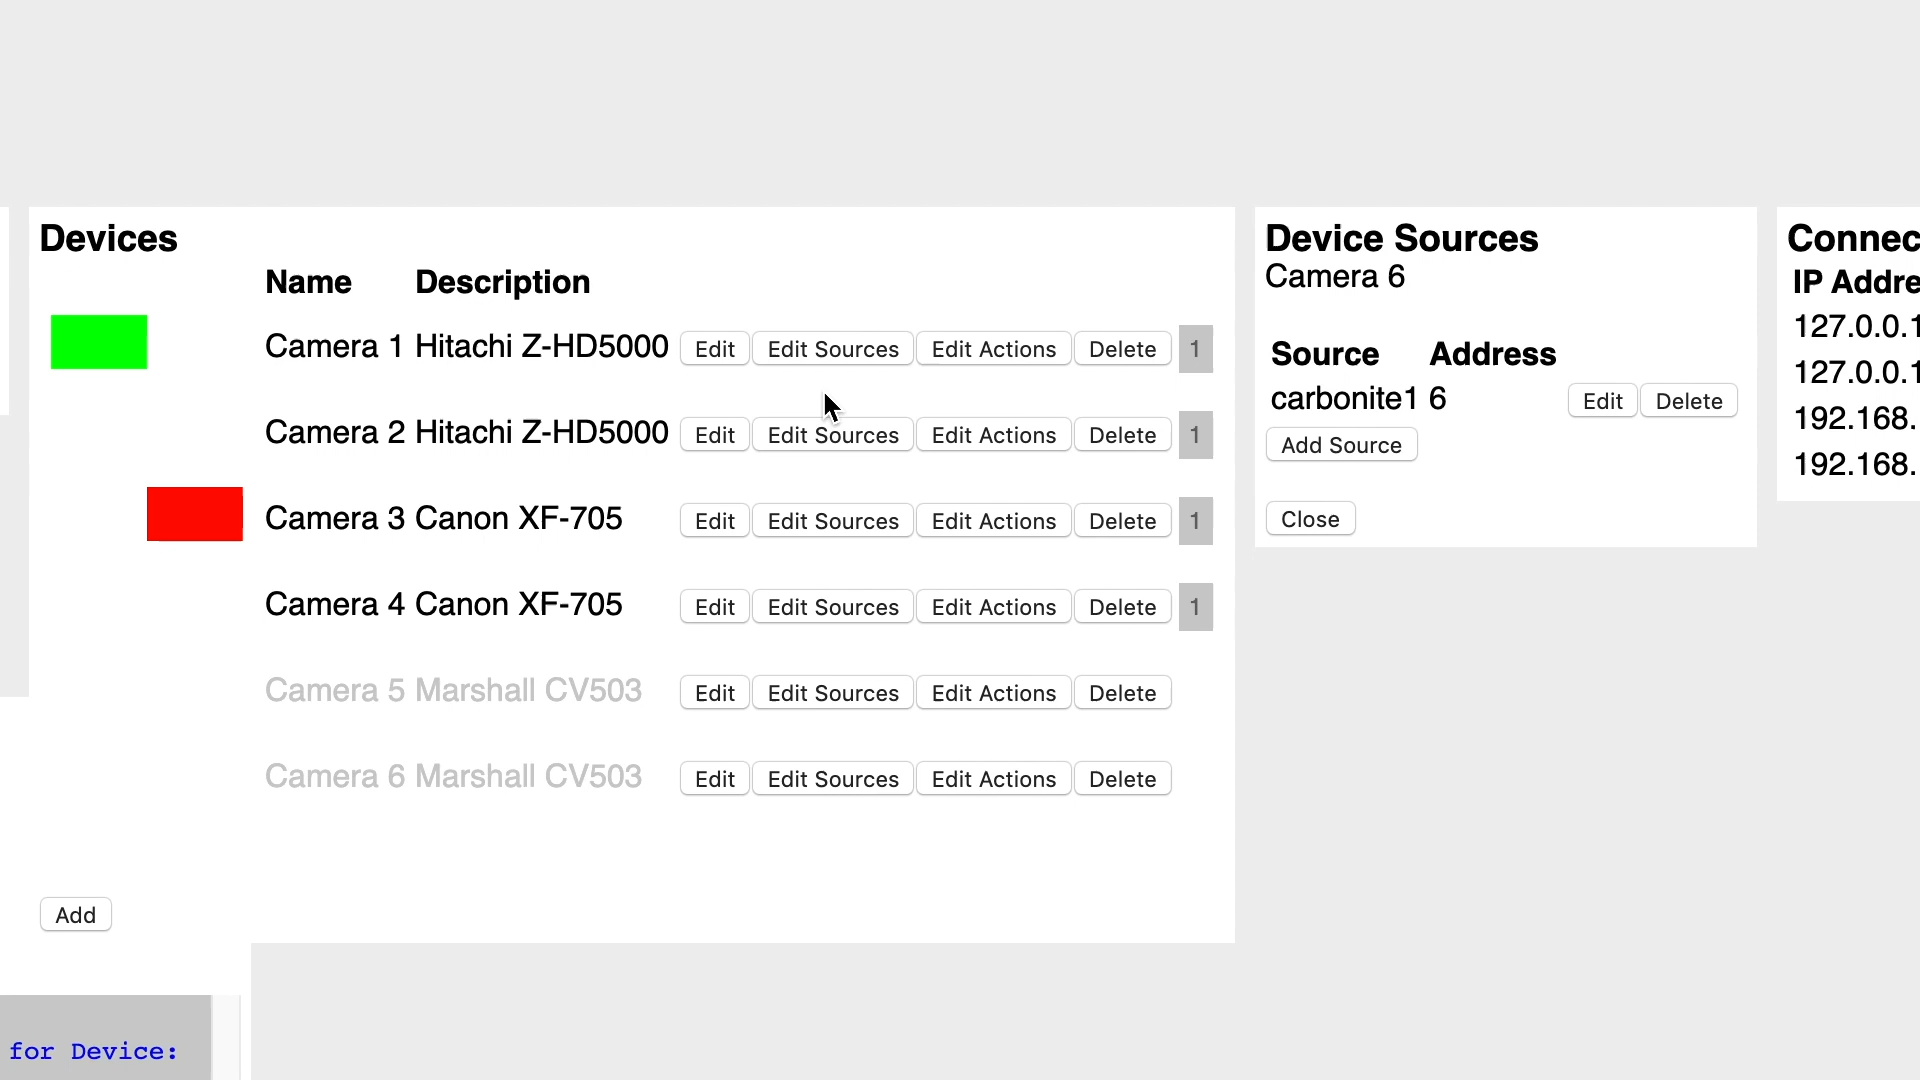 Devices
Name Description
Camera 1 Hitachi Z-HD5000 Edit Edit Sources Edit Actions Delete 1
Camera 2 Hitachi Z-HD5000 Edit Edit Sources Edit Actions Delete 1
Camera 3 Canon XF-705 Edit Edit Sources Edit Actions Delete 1
Camera 4 Canon XF-705 Edit Edit Sources Edit Actions Delete 1
Camera 5 Marshall CV503 Edit Edit Sources Edit Actions Delete
Camera 6 Marshall CV503 Edit Edit Sources Edit Actions Delete
Add
for Device:
Device Sources
Camera 6
Source Address
carbonite1 6 Edit Delete
Add Source
Close
Connec
IP Addre
127.0.0.1
127.0.0.1
192.168.
192.168.